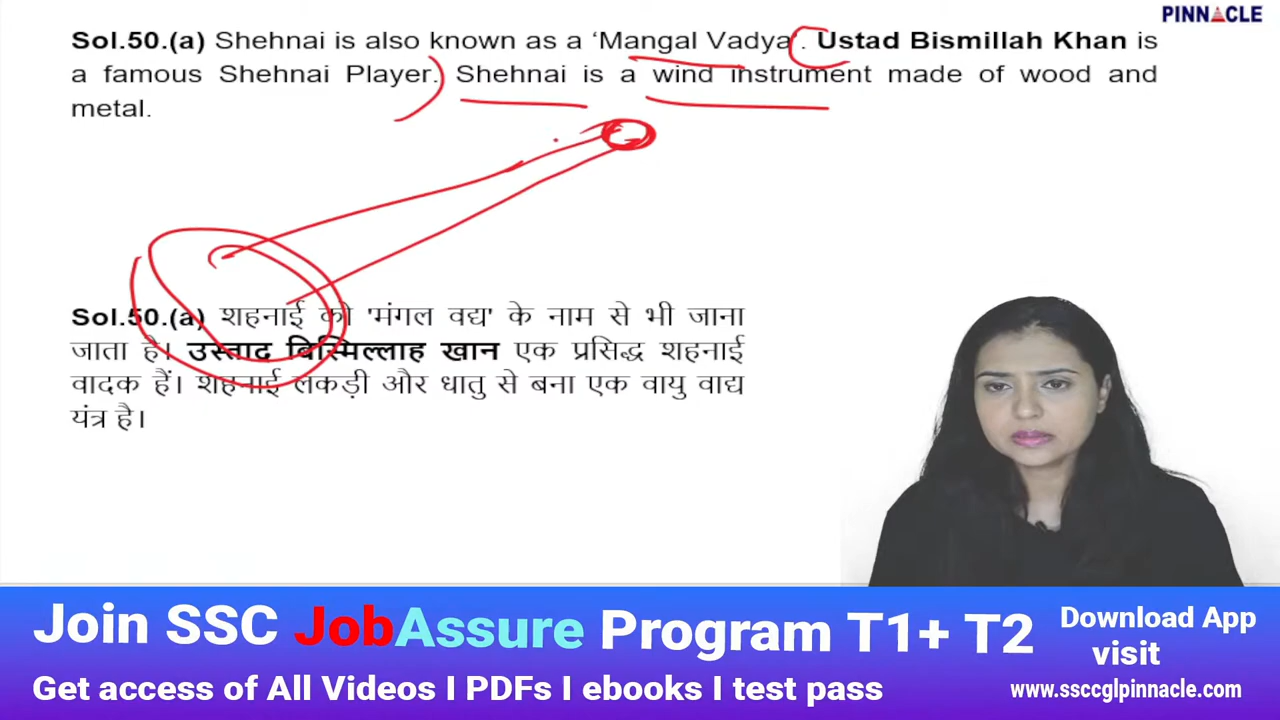 PINNACLE
Sol.50.(a) Shehnai is also known as a ‘Mangal Vadya’. Ustad Bismillah Khan is
a famous Shehnai Player. Shehnai is a wind instrument made of wood and
metal.
Sol.50.(a) शहनाई को 'मंगल वद्य' के नाम से भी जाना
जाता है। उस्ताद बिस्मिल्लाह खान एक प्रसिद्ध शहनाई
वादक हैं। शहनाई लकड़ी और धातु से बना एक वायु वाद्य
यंत्र है।
Join SSC JobAssure Program T1+ T2
Get access of All Videos I PDFs I ebooks I test pass
Download App
visit
www.ssccglpinnacle.com